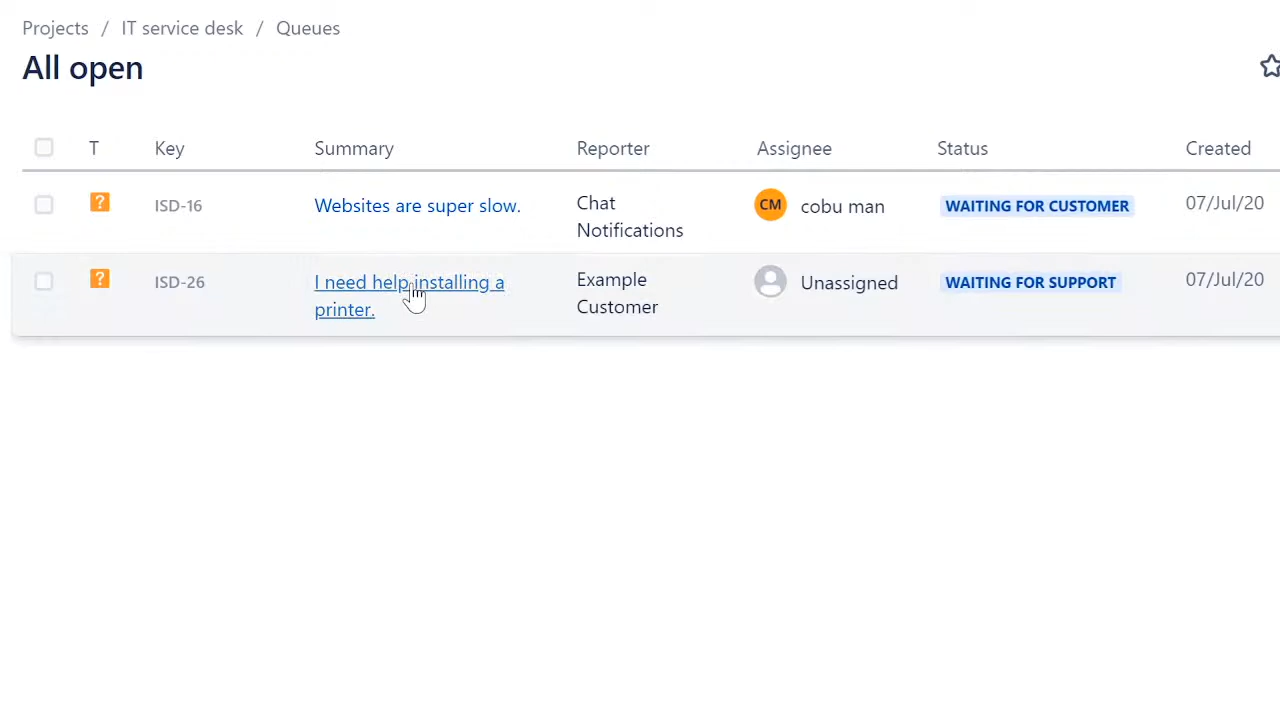 Projects / IT service desk / Queues
All open
T Key Summary Reporter Assignee Status Created
? ISD-16 Websites are super slow. Chat Notifications CM cobu man WAITING FOR CUSTOMER 07/Jul/20
? ISD-26 I need help installing a printer. Example Customer Unassigned WAITING FOR SUPPORT 07/Jul/20